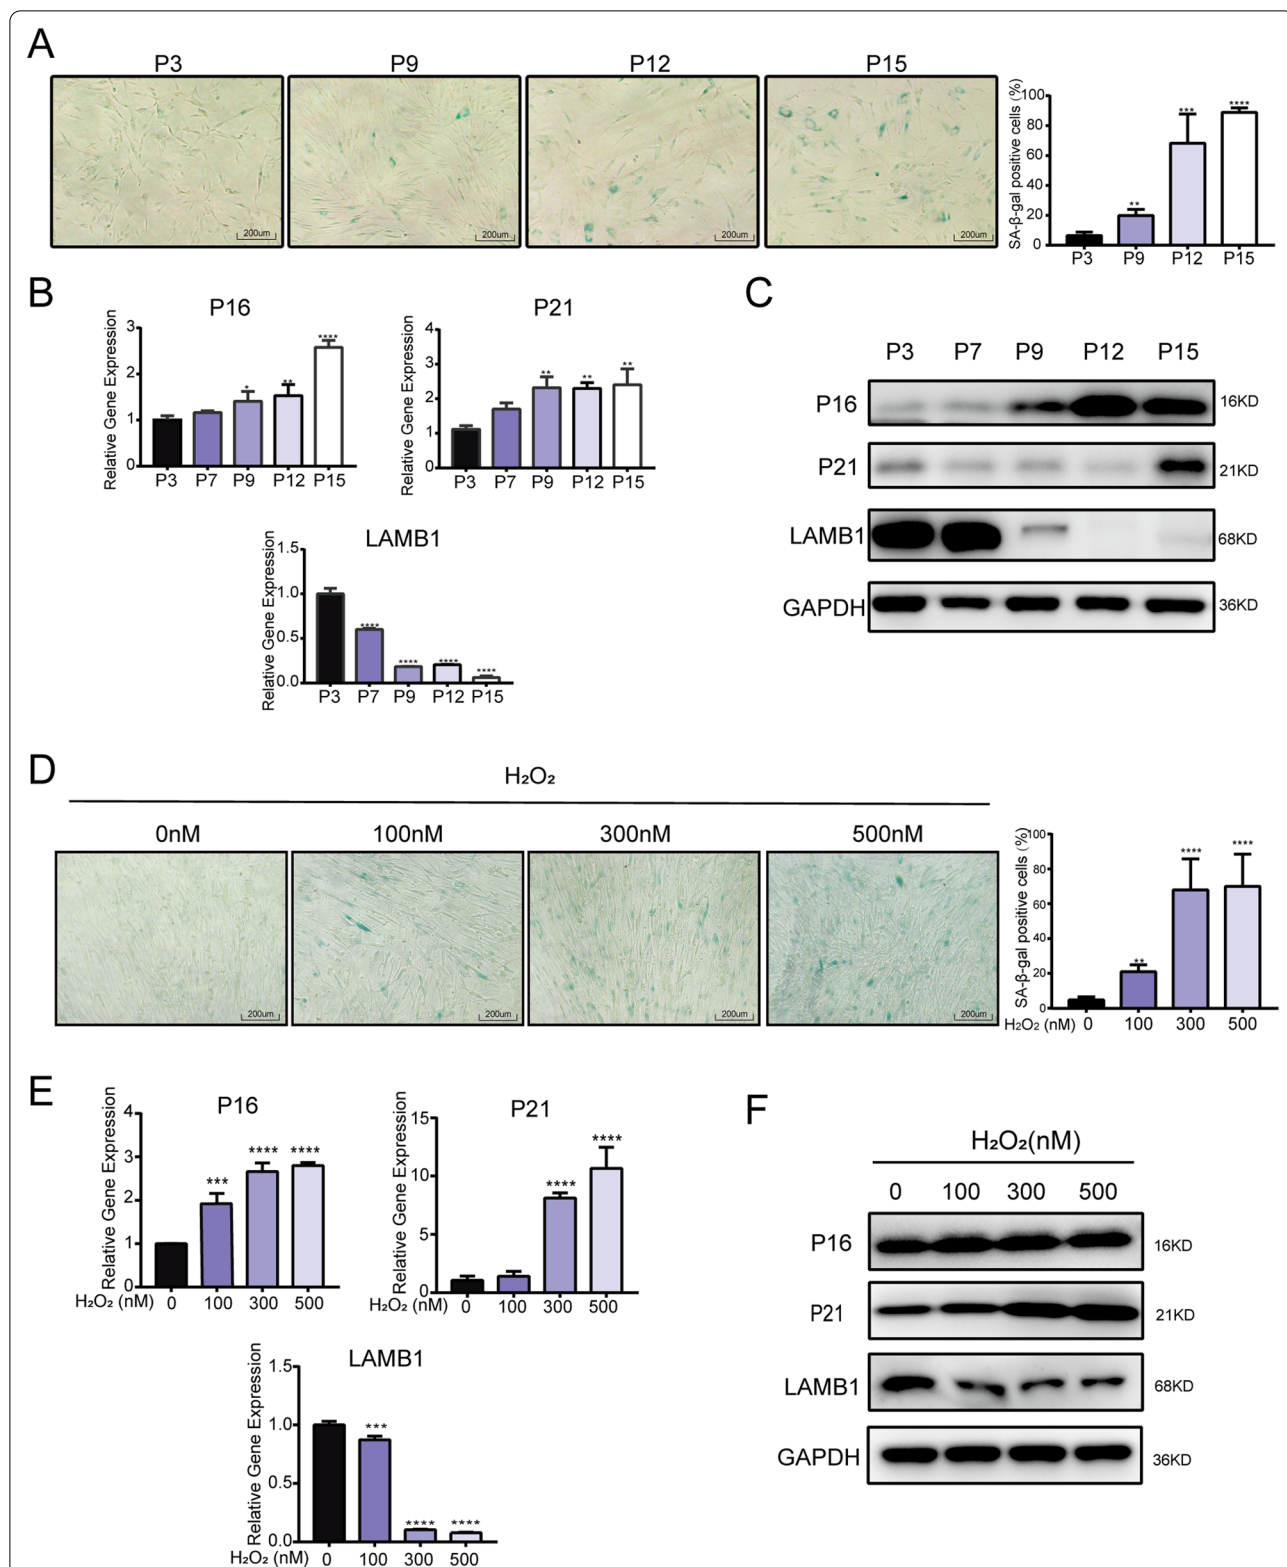 A
P3 P9 P12 P15
200um 200um 200um 200um
SA-β-gal positive cells (%)
100
80
60
40
20
0
** *** ****
P3 P9 P12 P15
B
P16
Relative Gene Expression
3
2
1
0
* ** ****
P3 P7 P9 P12 P15
P21
Relative Gene Expression
4
3
2
1
0
** ** **
P3 P7 P9 P12 P15
LAMB1
Relative Gene Expression
1.5
1.0
0.5
0.0
**** **** **** ****
P3 P7 P9 P12 P15
C
P3 P7 P9 P12 P15
P16 16KD
P21 21KD
LAMB1 68KD
GAPDH 36KD
D
H₂O₂
0nM 100nM 300nM 500nM
200um 200um 200um 200um
SA-β-gal positive cells (%)
100
80
60
40
20
0
** **** ****
H₂O₂ (nM) 0 100 300 500
E
P16
Relative Gene Expression
4
3
2
1
0
*** **** ****
H₂O₂ (nM) 0 100 300 500
P21
Relative Gene Expression
15
10
5
0
**** ****
H₂O₂ (nM) 0 100 300 500
LAMB1
Relative Gene Expression
1.5
1.0
0.5
0.0
*** **** ****
H₂O₂ (nM) 0 100 300 500
F
H₂O₂(nM)
0 100 300 500
P16 16KD
P21 21KD
LAMB1 68KD
GAPDH 36KD